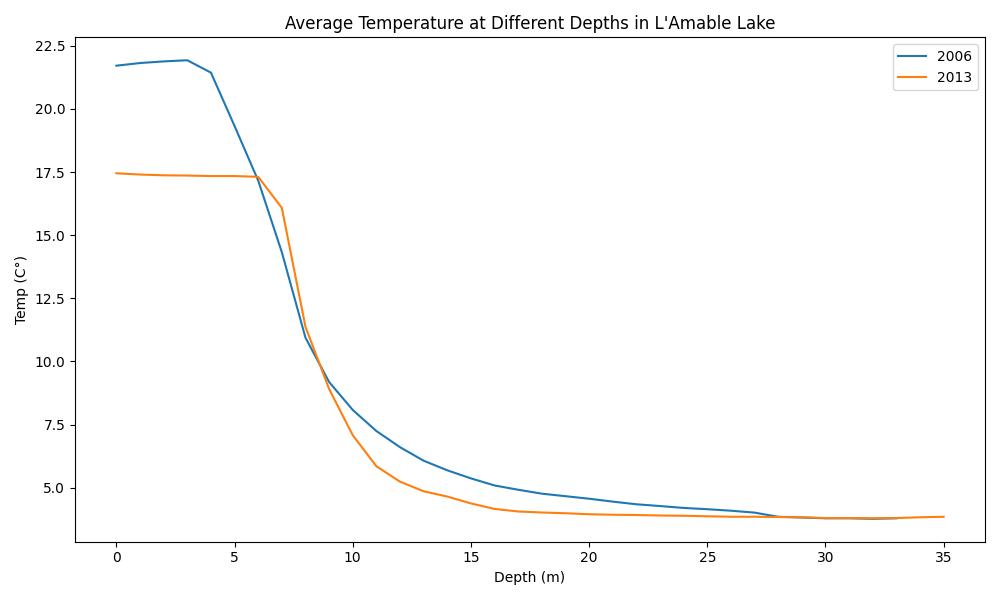 Average Temperature at Different Depths in L'Amable Lake
2006
2013
Temp (C°)
22.5
20.0
17.5
15.0
12.5
10.0
7.5
5.0
0 5 10 15 20 25 30 35
Depth (m)